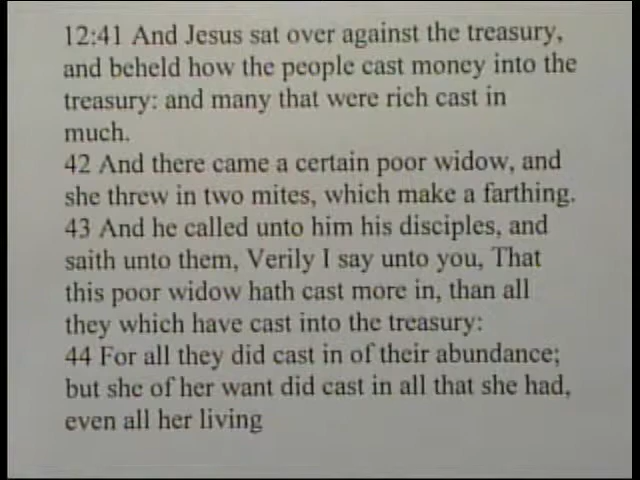 12:41 And Jesus sat over against the treasury,
and beheld how the people cast money into the
treasury: and many that were rich cast in
much.
42 And there came a certain poor widow, and
she threw in two mites, which make a farthing.
43 And he called unto him his disciples, and
saith unto them, Verily I say unto you, That
this poor widow hath cast more in, than all
they which have cast into the treasury:
44 For all they did cast in of their abundance;
but she of her want did cast in all that she had,
even all her living